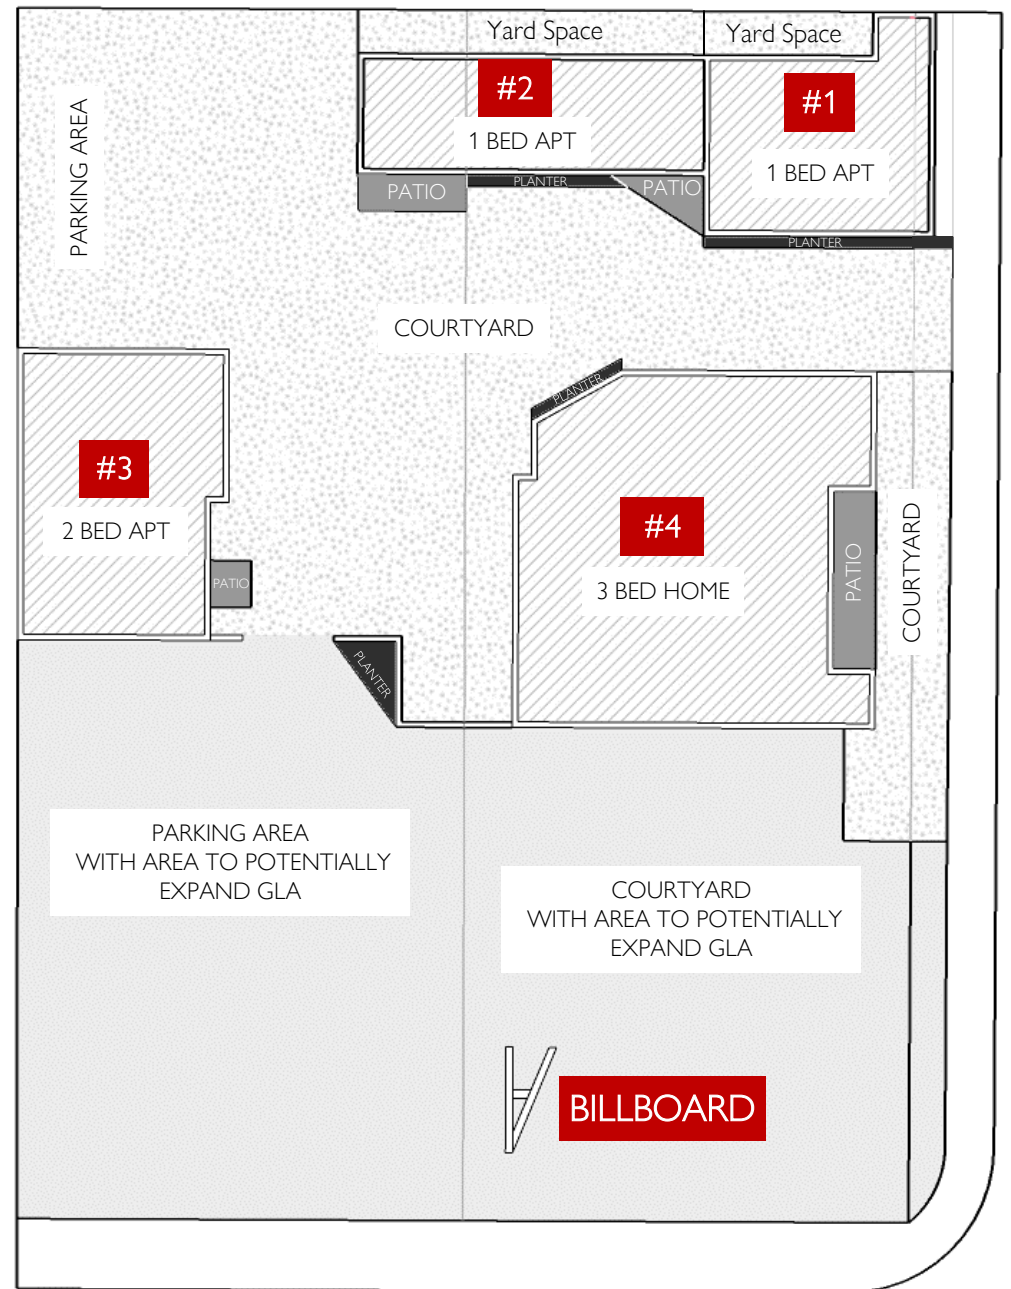 Yard Space
Yard Space
#2
#1
1 BED APT
1 BED APT
PARKING AREA
PATIO
PLANTER
PATIO
PLANTER
COURTYARD
PLANTER
#3
2 BED APT
PATIO
#4
3 BED HOME
PATIO
COURTYARD
PLANTER
PARKING AREA
WITH AREA TO POTENTIALLY
EXPAND GLA
COURTYARD
WITH AREA TO POTENTIALLY
EXPAND GLA
BILLBOARD